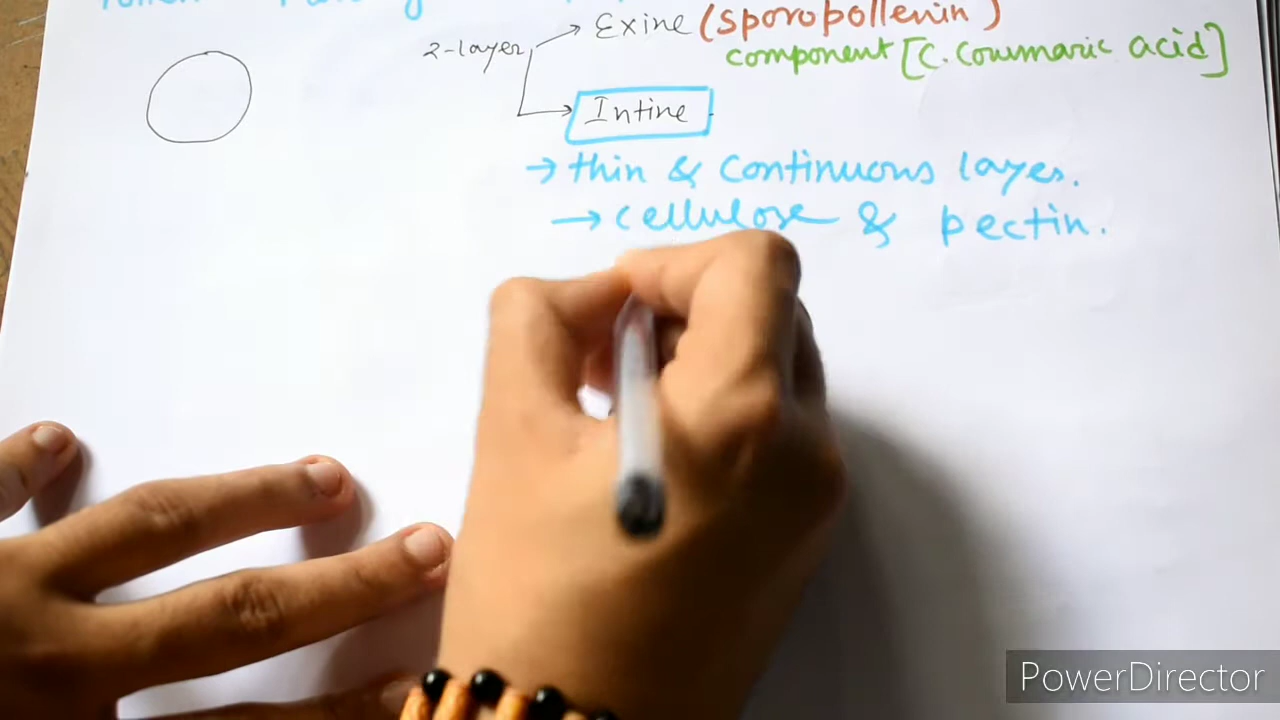 Exine (sporopollenin)
2-layer
component [C. Coumaric acid]
Intine
→ thin & Continuous layer.
→ cellulose & pectin.
PowerDirector